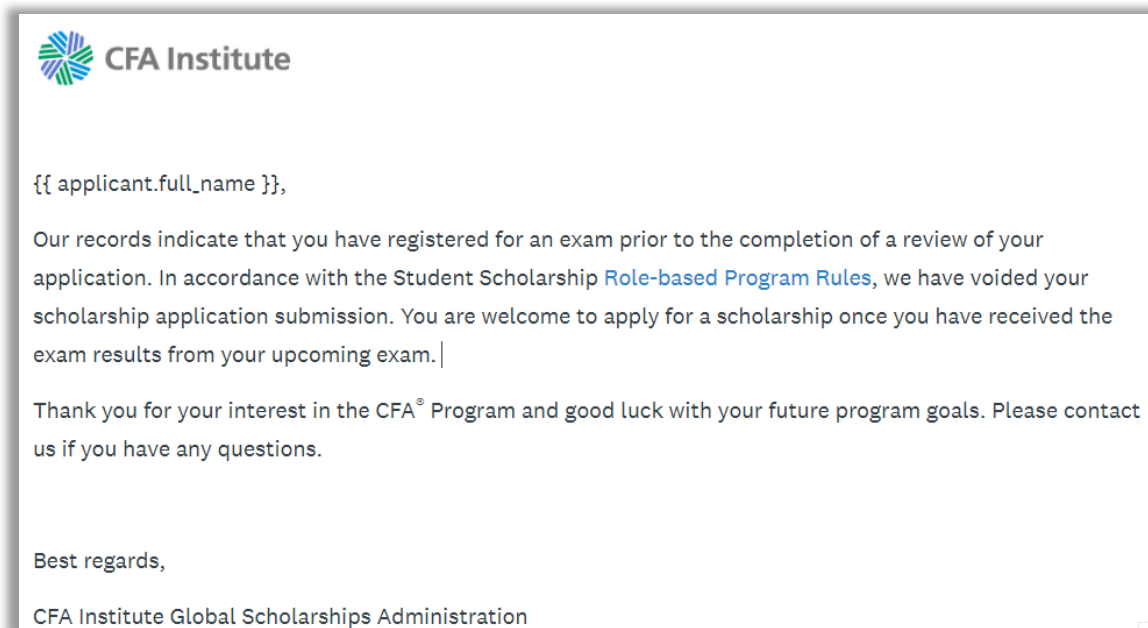 CFA Institute
{{ applicant.full_name }},
Our records indicate that you have registered for an exam prior to the completion of a review of your
application. In accordance with the Student Scholarship Role-based Program Rules, we have voided your
scholarship application submission. You are welcome to apply for a scholarship once you have received the
exam results from your upcoming exam.
Thank you for your interest in the CFA® Program and good luck with your future program goals. Please contact
us if you have any questions.
Best regards,
CFA Institute Global Scholarships Administration